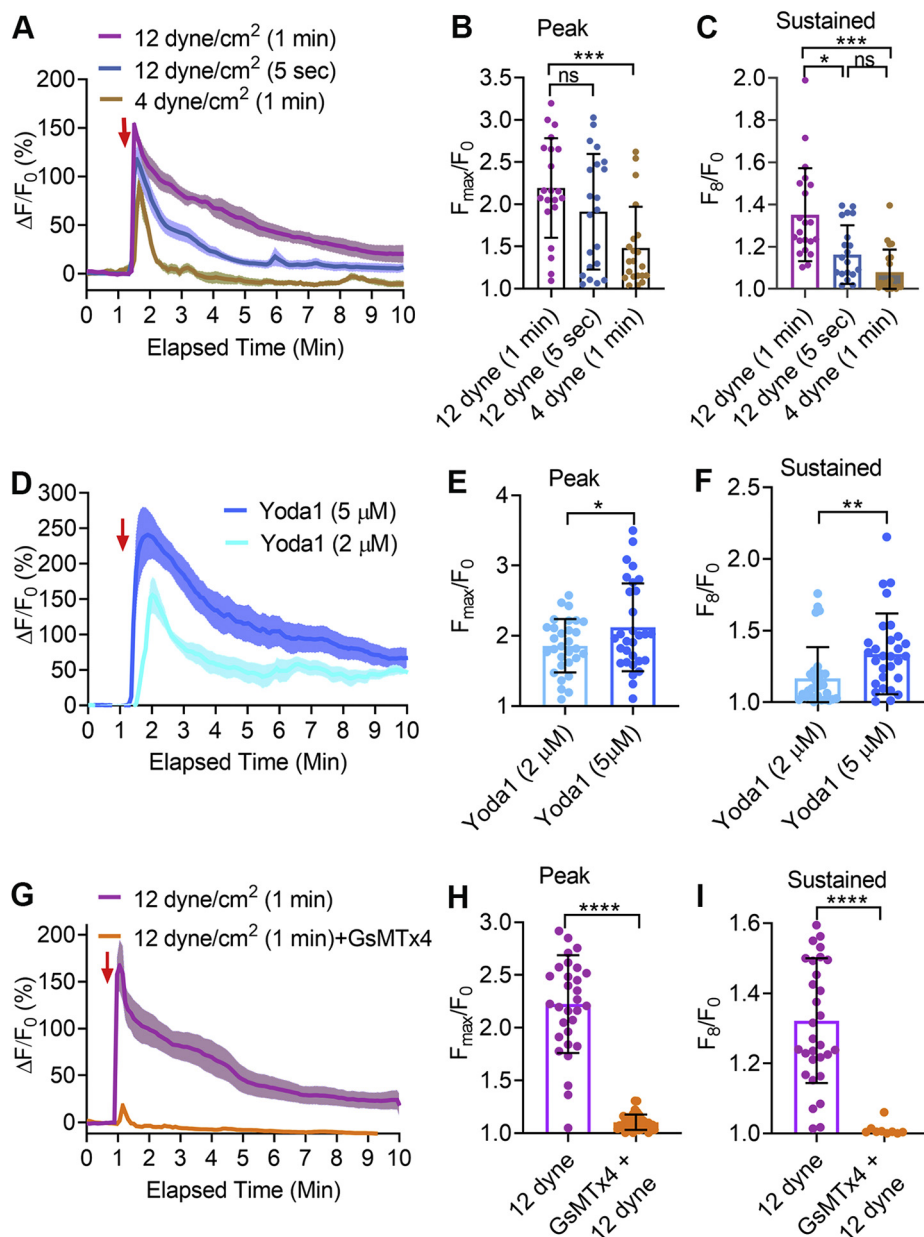 A
12 dyne/cm² (1 min)
12 dyne/cm² (5 sec)
4 dyne/cm² (1 min)
ΔF/F₀ (%)
200
150
100
50
0
0 1 2 3 4 5 6 7 8 9 10
Elapsed Time (Min)
B
Peak
***
ns
Fmax/F₀
3.5
3.0
2.5
2.0
1.5
1.0
12 dyne (1 min)
12 dyne (5 sec)
4 dyne (1 min)
C
Sustained
***
* ns
F₈/F₀
2.0
1.8
1.6
1.4
1.2
1.0
12 dyne (1 min)
12 dyne (5 sec)
4 dyne (1 min)
D
Yoda1 (5 μM)
Yoda1 (2 μM)
ΔF/F₀ (%)
300
250
200
150
100
50
0
0 1 2 3 4 5 6 7 8 9 10
Elapsed Time (Min)
E
Peak
*
Fmax/F₀
4
3
2
1
Yoda1 (2 μM)
Yoda1 (5μM)
F
Sustained
**
F₈/F₀
2.5
2.0
1.5
1.0
Yoda1 (2 μM)
Yoda1 (5 μM)
G
12 dyne/cm² (1 min)
12 dyne/cm² (1 min)+GsMTx4
ΔF/F₀ (%)
200
150
100
50
0
0 1 2 3 4 5 6 7 8 9 10
Elapsed Time (Min)
H
Peak
****
Fmax/F₀
3.0
2.5
2.0
1.5
1.0
12 dyne
GsMTx4 +
12 dyne
I
Sustained
****
F₈/F₀
1.6
1.4
1.2
1.0
12 dyne
GsMTx4 +
12 dyne